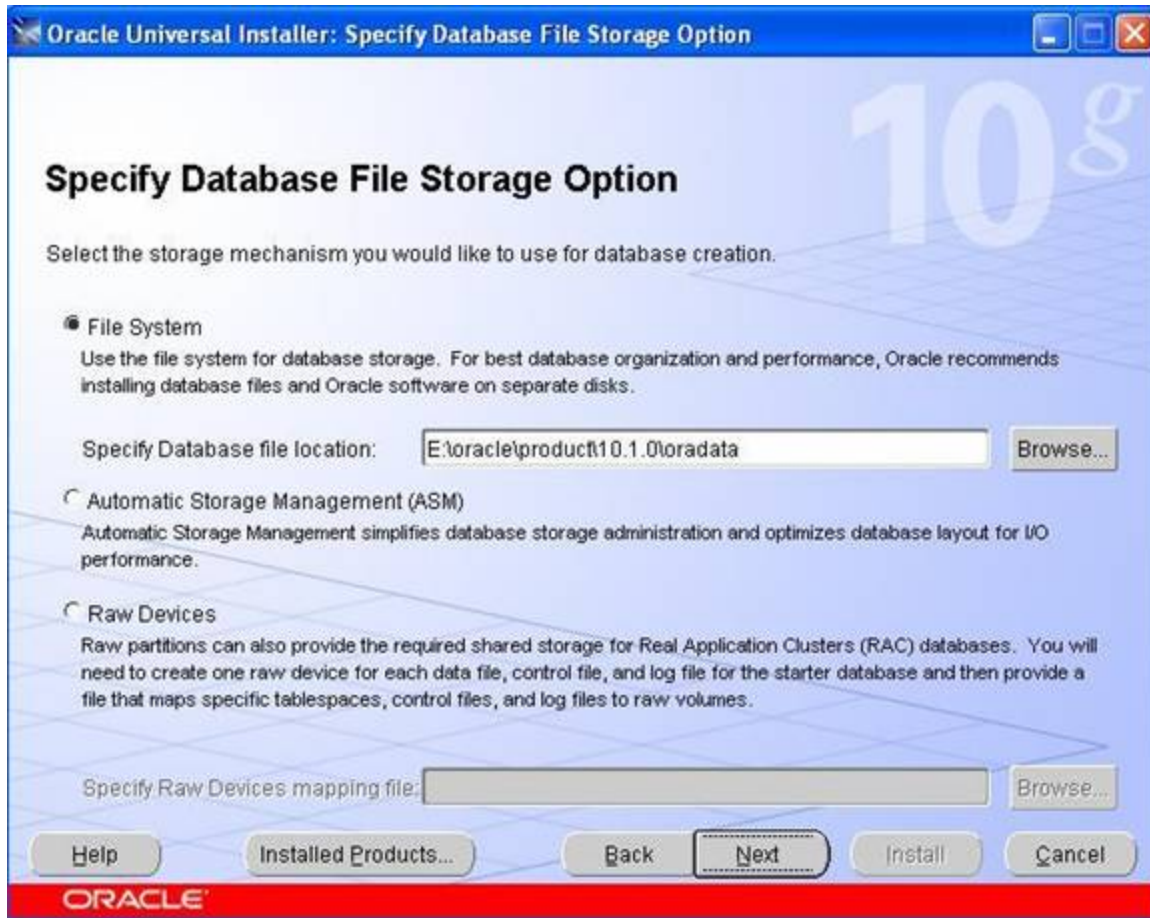 Oracle Universal Installer: Specify Database File Storage Option
10g
Specify Database File Storage Option
Select the storage mechanism you would like to use for database creation.
File System
Use the file system for database storage. For best database organization and performance, Oracle recommends
installing database files and Oracle software on separate disks.
Specify Database file location: E:\oracle\product\10.1.0\oradata Browse...
Automatic Storage Management (ASM)
Automatic Storage Management simplifies database storage administration and optimizes database layout for I/O
performance.
Raw Devices
Raw partitions can also provide the required shared storage for Real Application Clusters (RAC) databases. You will
need to create one raw device for each data file, control file, and log file for the starter database and then provide a
file that maps specific tablespaces, control files, and log files to raw volumes.
Specify Raw Devices mapping file: Browse...
Help Installed Products... Back Next Install Cancel
ORACLE